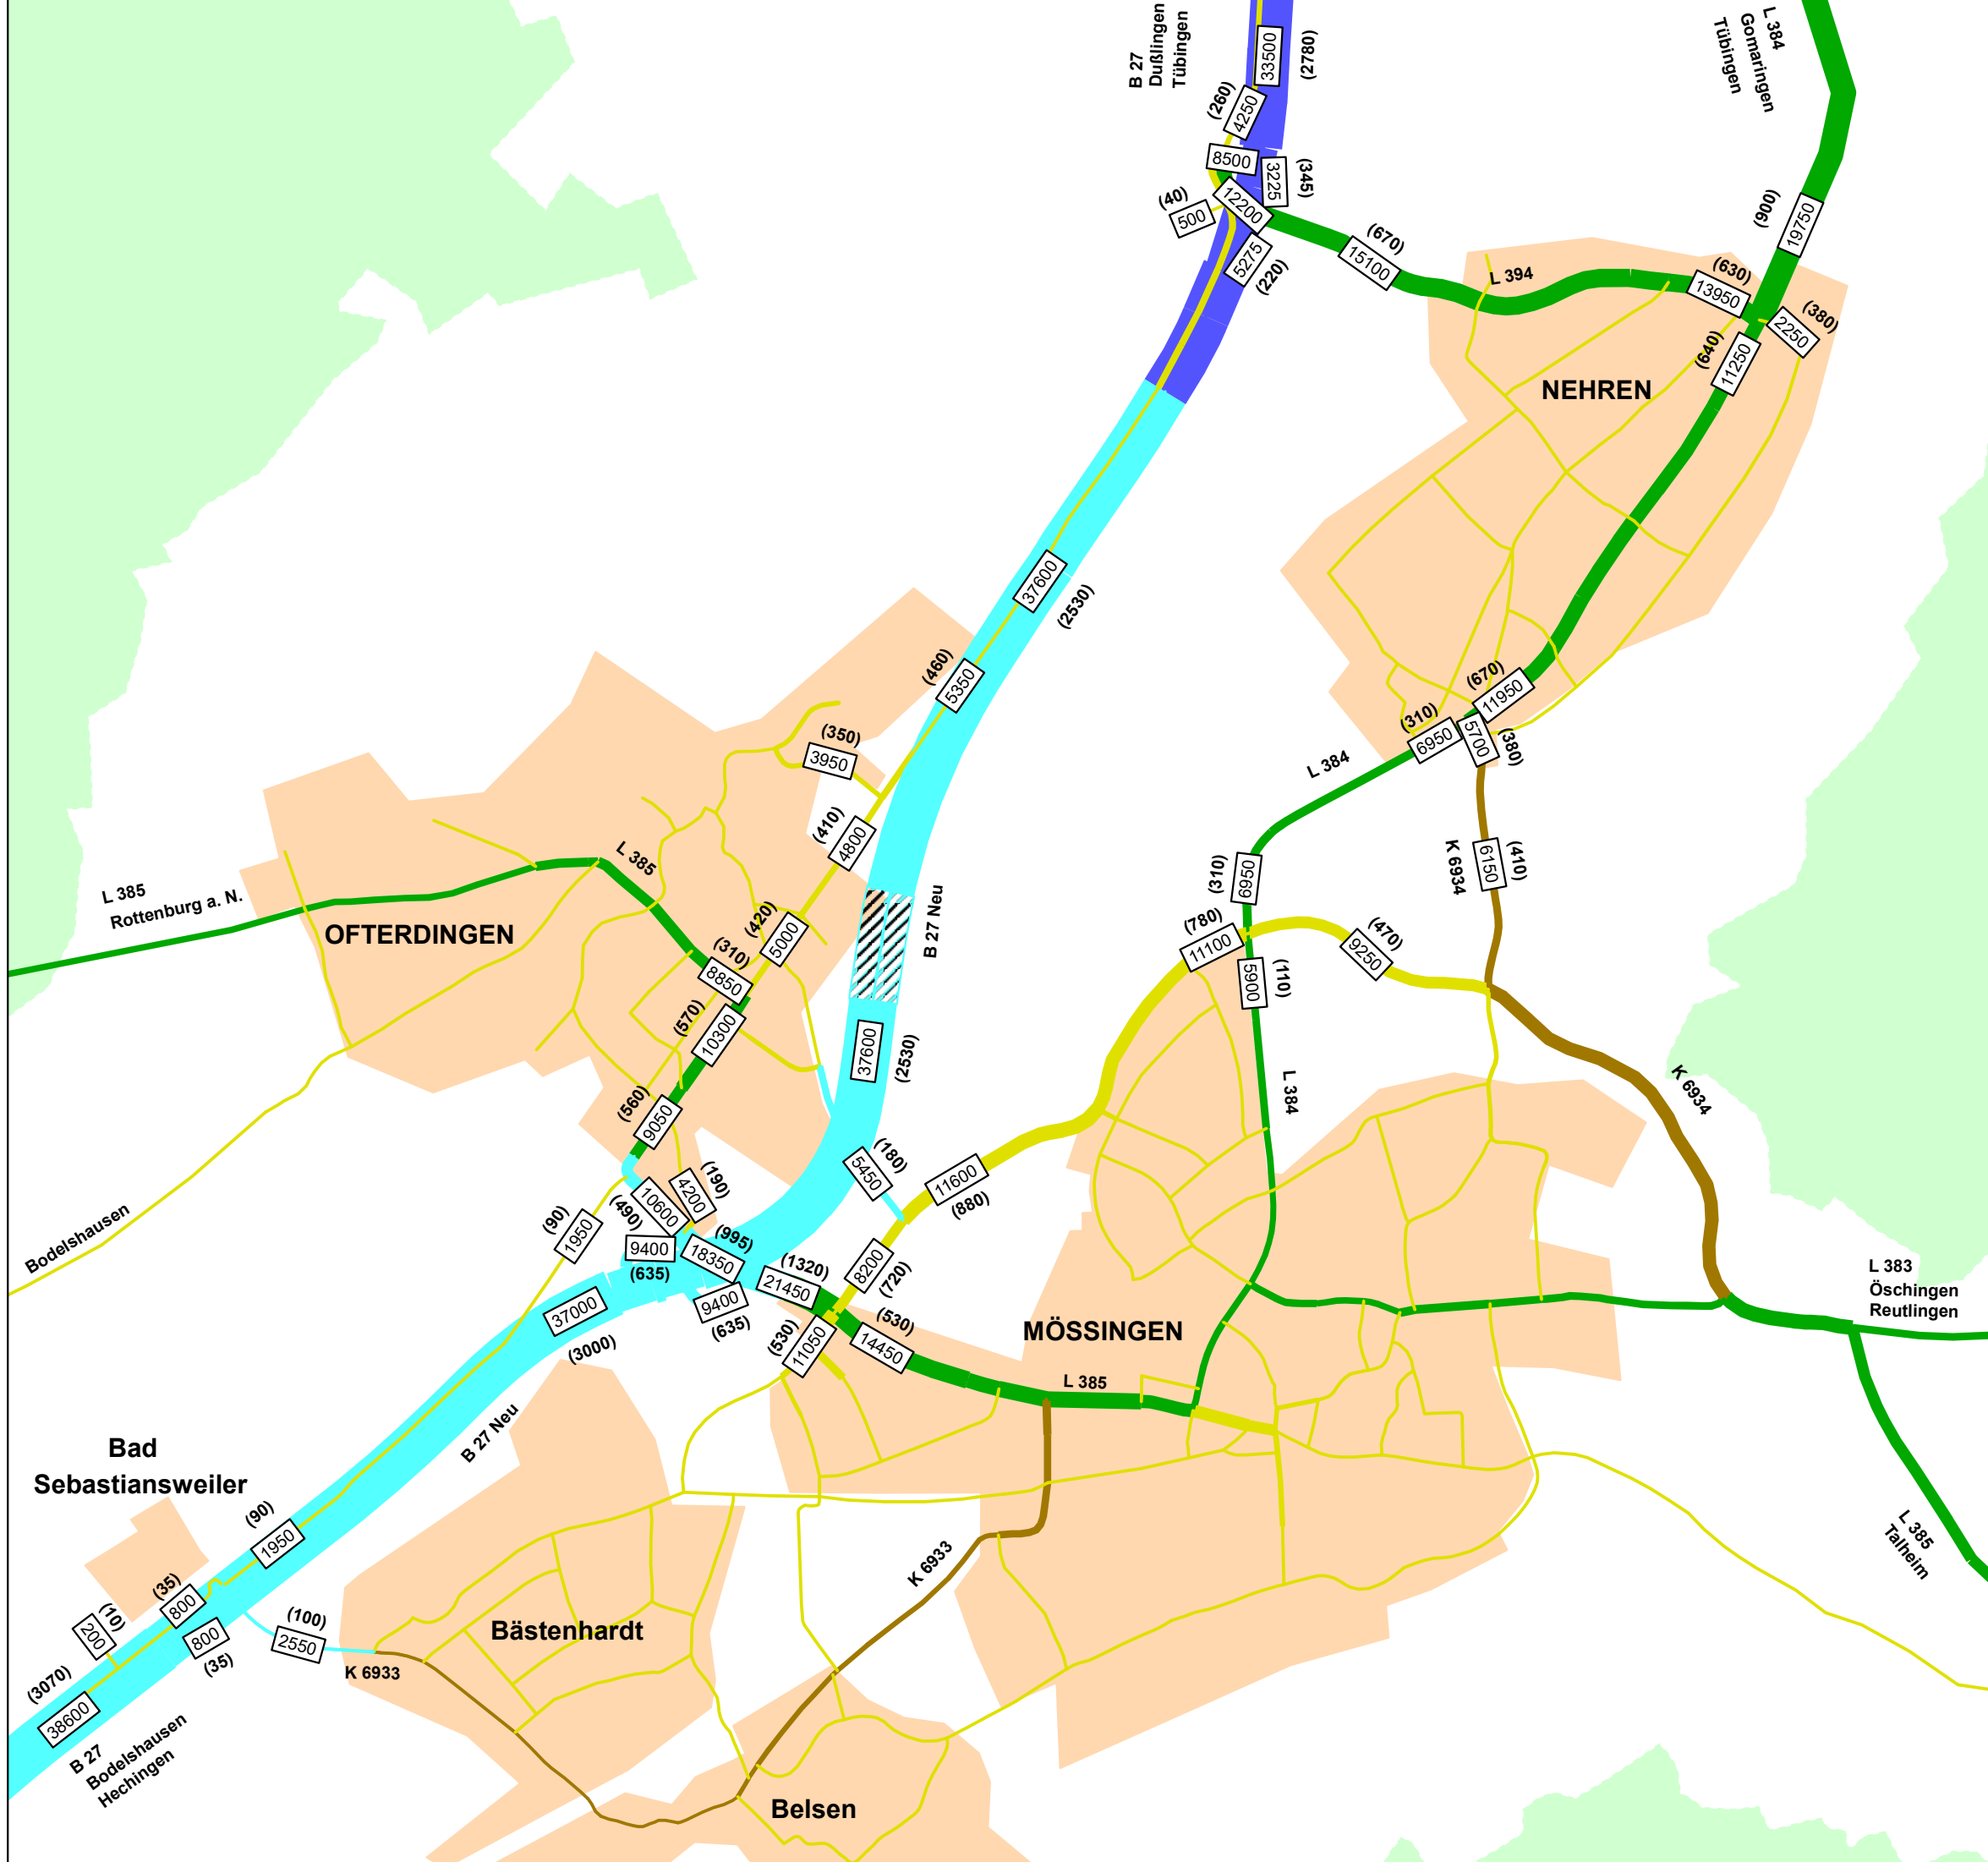 B 27
Dußlingen
Tübingen
33500
(2780)
L 384
Gomaringen
Tübingen
(260)
4250
8500
3225
(345)
(40)
500
12200
5275
(220)
(670)
15100
L 394
(900)
19750
(630)
13950
(380)
2250
(640)
11250
NEHREN
37600
(2530)
(460)
5350
(350)
3950
(410)
4800
(670)
11950
(310)
6950
5700
(380)
L 384
L 385
L 385
Rottenburg a. N.
OFTERDINGEN
(420)
5000
(310)
8850
B 27 Neu
(310)
6950
K 6934
6150
(410)
(780)
11100
(470)
9250
5900
(110)
(570)
10300
37600
(2530)
(560)
9050
L 384
K 6934
(180)
5450
11600
(880)
(190)
4200
(490)
10600
(90)
1950
9400
(635)
(995)
18350
9400
(635)
(1320)
21450
8200
(720)
Bodelshausen
37000
(3000)
(530)
11050
(530)
14450
MÖSSINGEN
L 385
L 383
Öschingen
Reutlingen
B 27 Neu
Bad
Sebastiansweiler
(90)
1950
(35)
800
(10)
200
800
(35)
(100)
2550
K 6933
Bästenhardt
K 6933
L 385
Talheim
(3070)
38600
B 27
Bodelshausen
Hechingen
Belsen